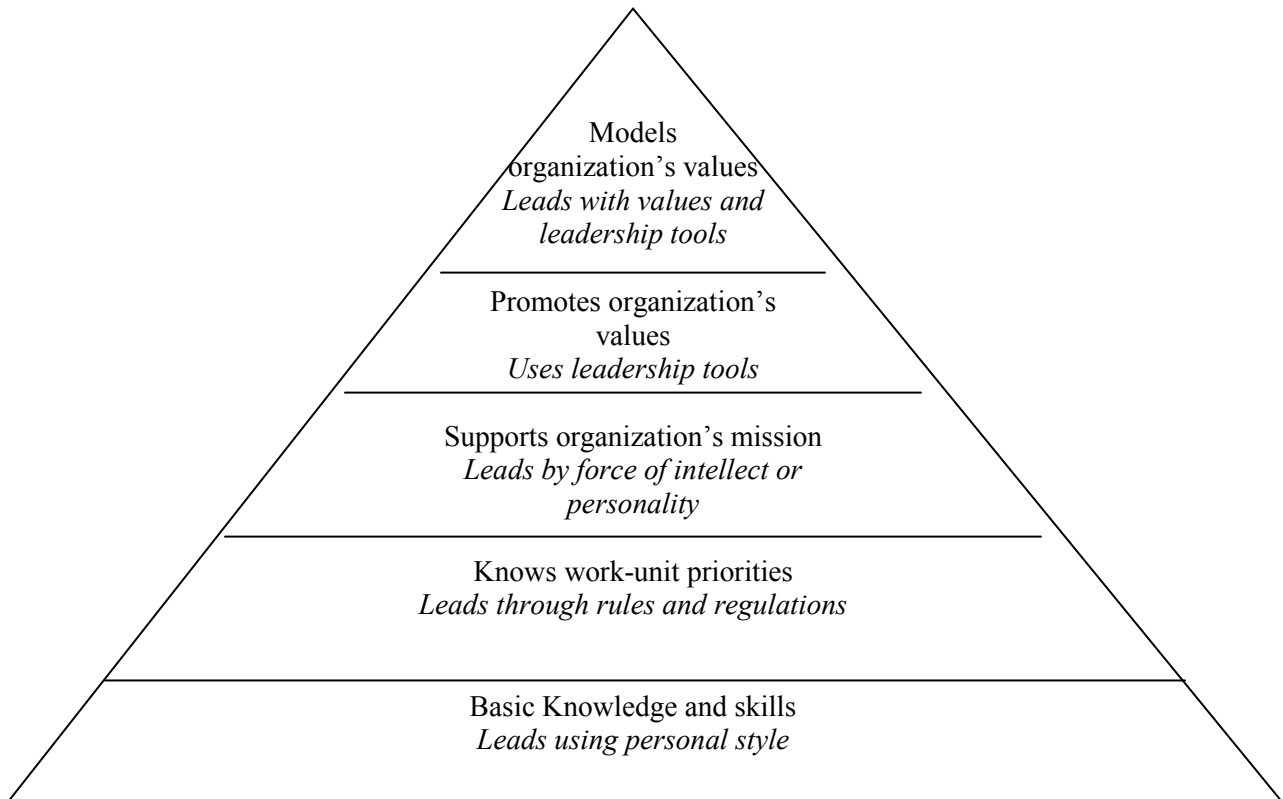 Models
organization’s values
Leads with values and
leadership tools
Promotes organization’s
values
Uses leadership tools
Supports organization’s mission
Leads by force of intellect or
personality
Knows work-unit priorities
Leads through rules and regulations
Basic Knowledge and skills
Leads using personal style